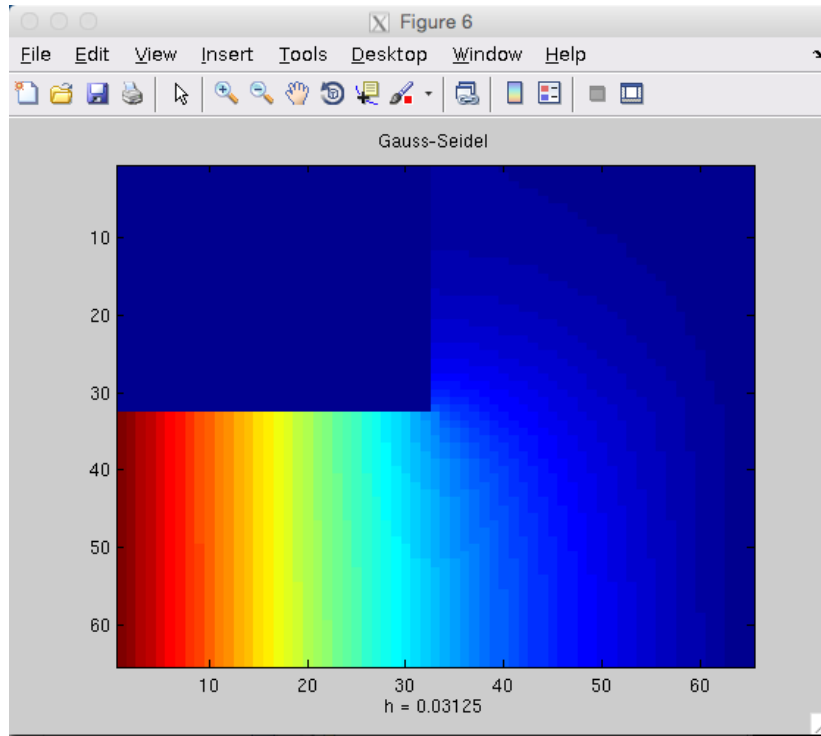 Figure 6
File Edit View Insert Tools Desktop Window Help
Gauss-Seidel
10
20
30
40
50
60
10 20 30 40 50 60
h = 0.03125